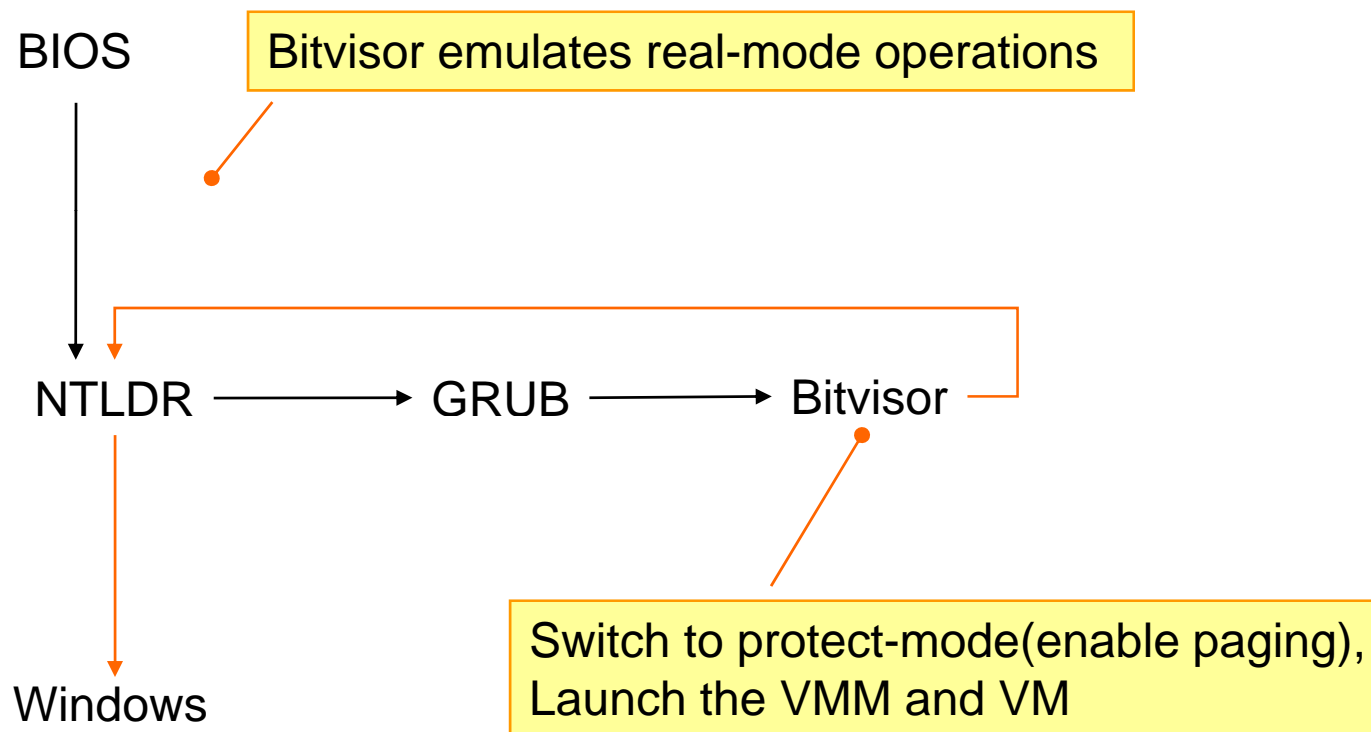 BIOS
Bitvisor emulates real-mode operations
NTLDR
GRUB
Bitvisor
Switch to protect-mode(enable paging),
Launch the VMM and VM
Windows